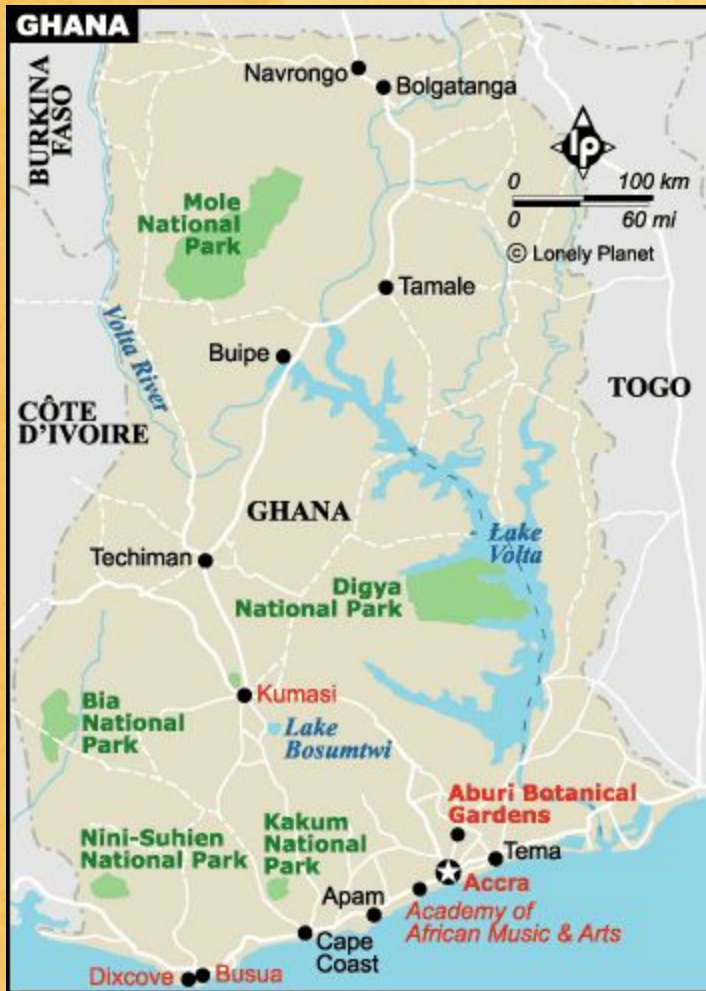 GHANA
BURKINA
FASO
Navrongo
Bolgatanga
lp
0 100 km
0 60 mi
© Lonely Planet
Mole
National
Park
Tamale
Volta River
Buipe
TOGO
CÔTE
D'IVOIRE
GHANA
Lake
Volta
Techiman
Digya
National Park
Kumasi
Bia
National
Park
Lake
Bosumtwi
Aburi Botanical
Gardens
Nini-Suhien
National Park
Kakum
National
Park
Tema
Accra
Apam
Academy of
African Music & Arts
Cape
Coast
Dixcove
Busua